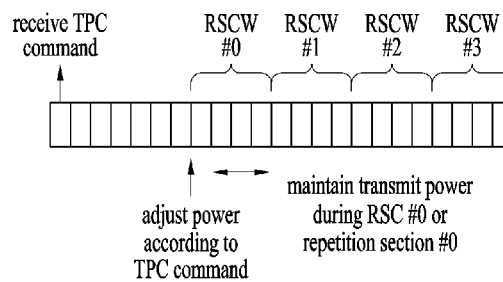 receive TPC
command
RSCW
#0
RSCW
#1
RSCW
#2
RSCW
#3
adjust power
according to
TPC command
maintain transmit power
during RSC #0 or
repetition section #0